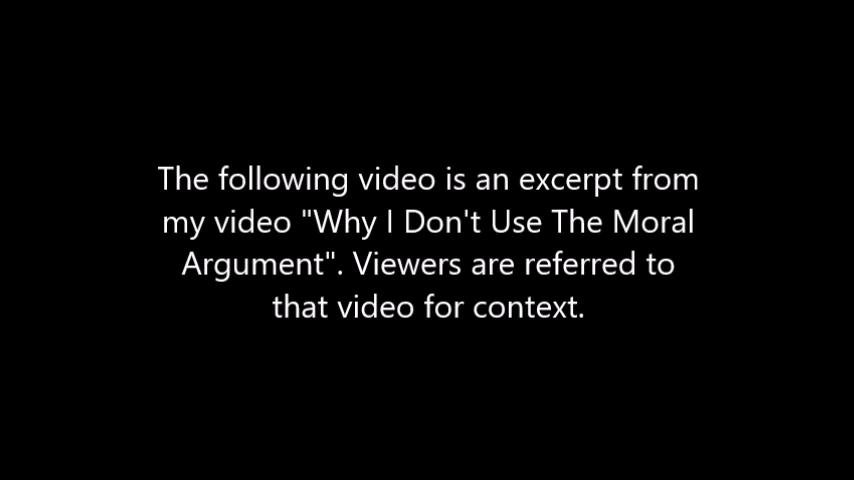 The following video is an excerpt from
my video "Why I Don't Use The Moral
Argument". Viewers are referred to
that video for context.